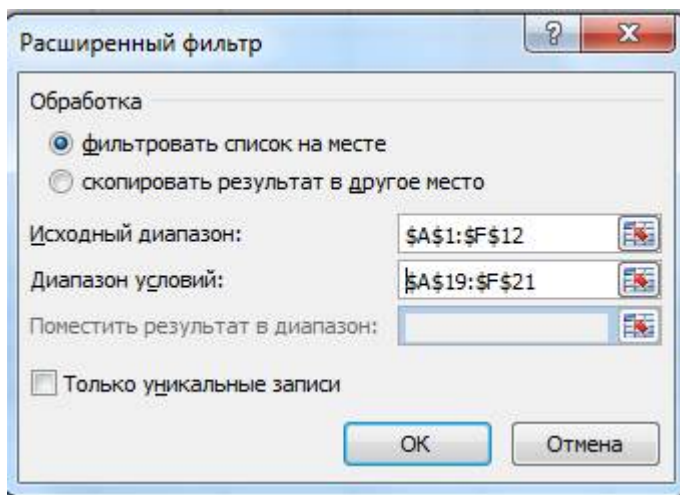 Расширенный фильтр
?
Обработка
фильтровать список на месте
скопировать результат в другое место
Исходный диапазон: $A$1:$F$12
Диапазон условий: $A$19:$F$21
Поместить результат в диапазон:
Только уникальные записи
ОК Отмена